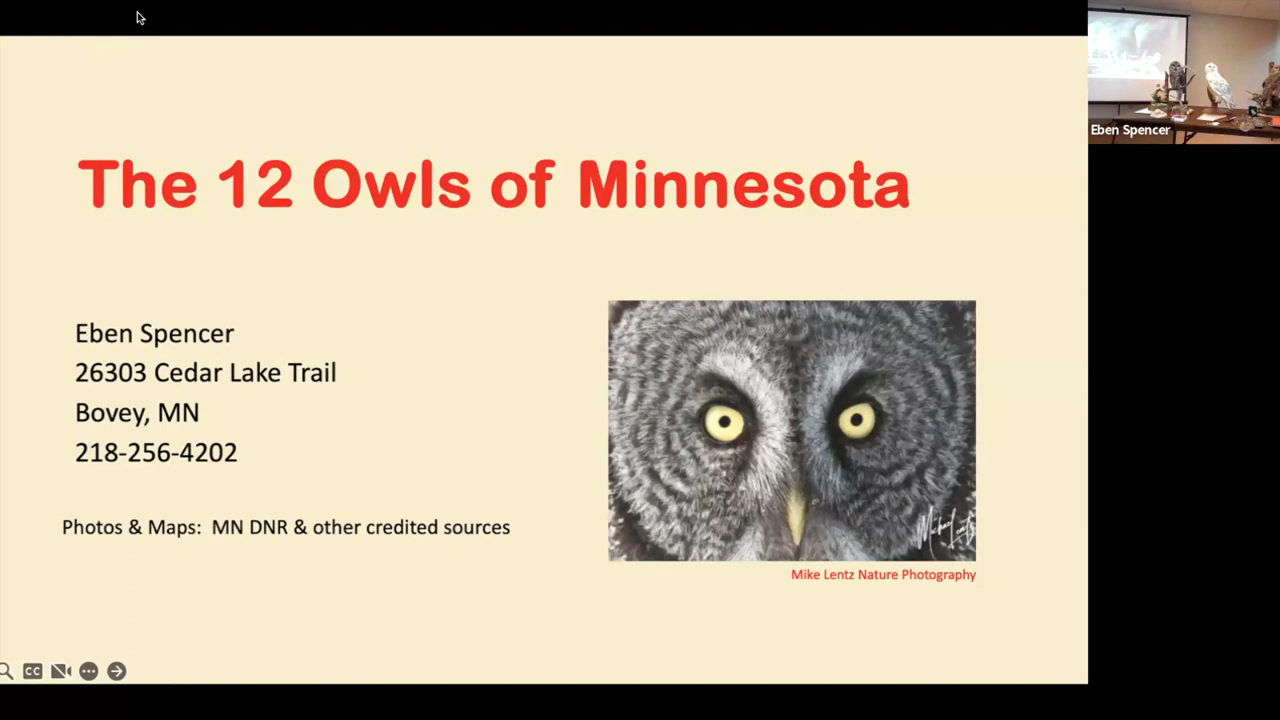 The 12 Owls of Minnesota
Eben Spencer
26303 Cedar Lake Trail
Bovey, MN
218-256-4202
Photos & Maps: MN DNR & other credited sources
Mike Lentz Nature Photography
CC
Eben Spencer